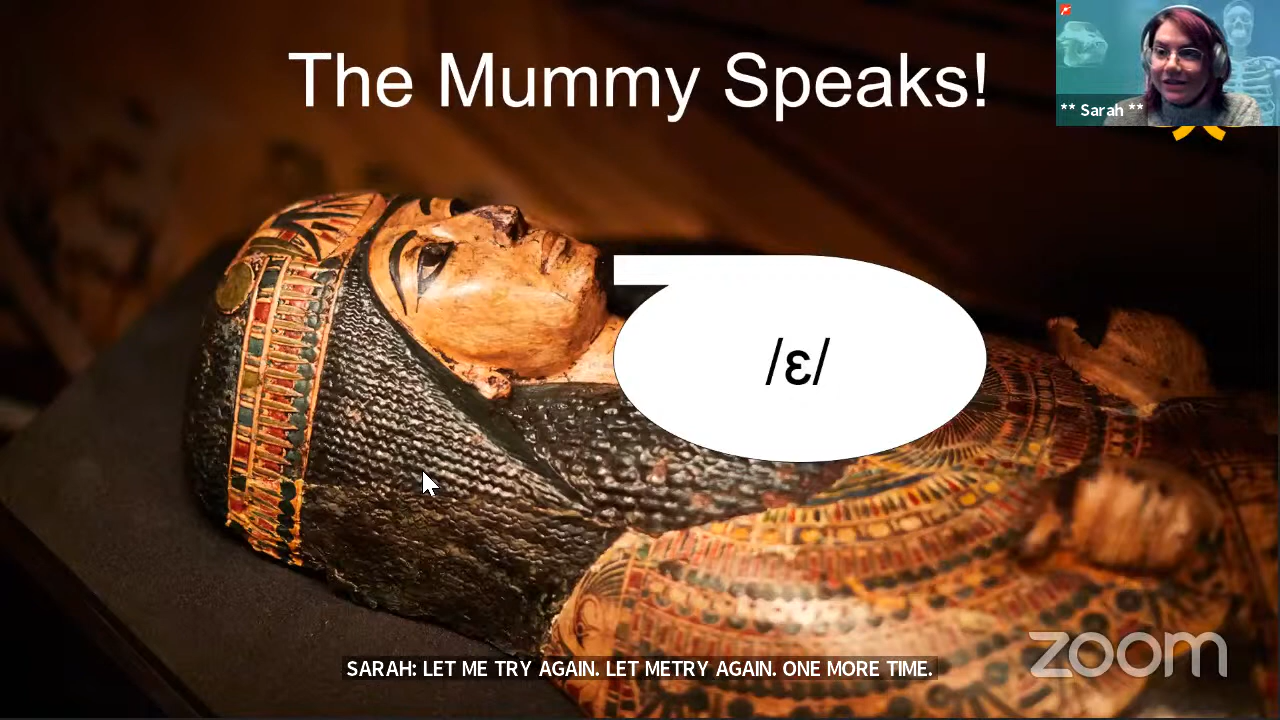 The Mummy Speaks!
** Sarah **
/ɛ/
SARAH: LET ME TRY AGAIN. LET METRY AGAIN. ONE MORE TIME.
zoom